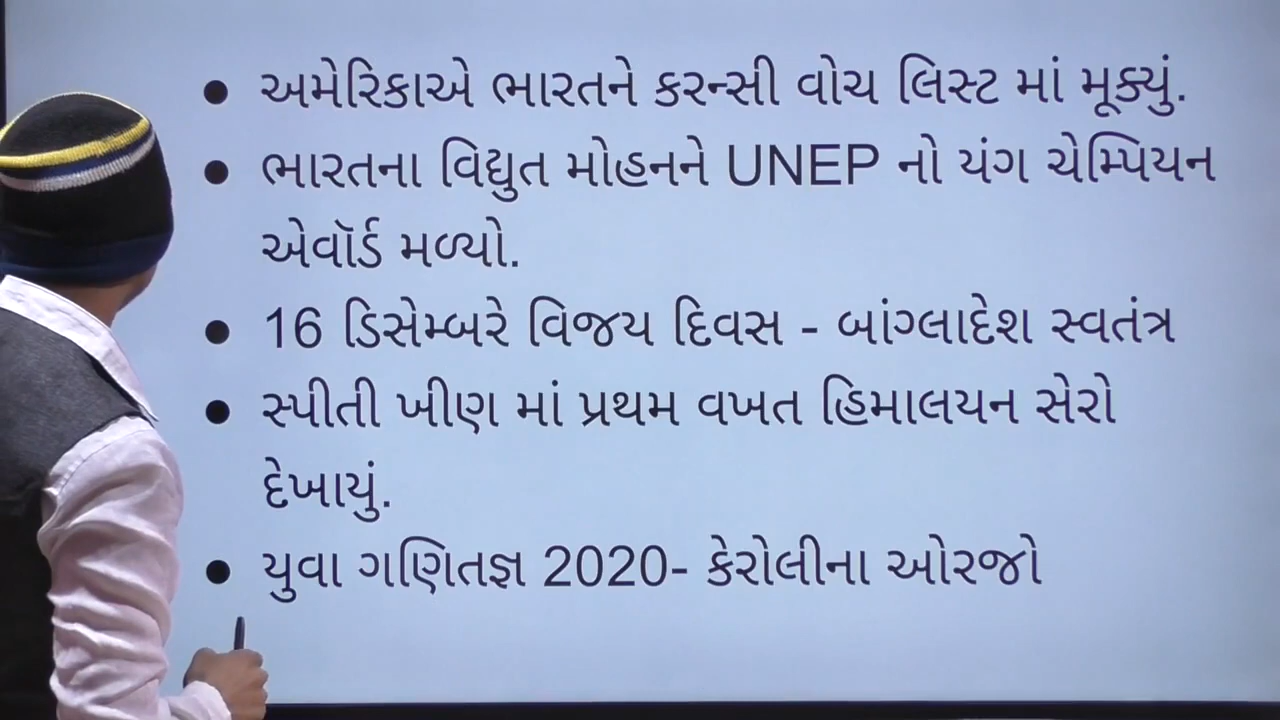 • અમેરિકાએ ભારતને કરન્સી વોચ લિસ્ટ માં મૂક્યું.
• ભારતના વિદ્યુત મોહનને UNEP નો યંગ ચેમ્પિયન
એવૉર્ડ મળ્યો.
• 16 ડિસેમ્બરે વિજય દિવસ - બાંગ્લાદેશ સ્વતંત્ર
• સ્પીતી ખીણ માં પ્રથમ વખત હિમાલયન સેરો
દેખાયું.
• યુવા ગણિતજ્ઞ 2020- કેરોલીના ઓરજો